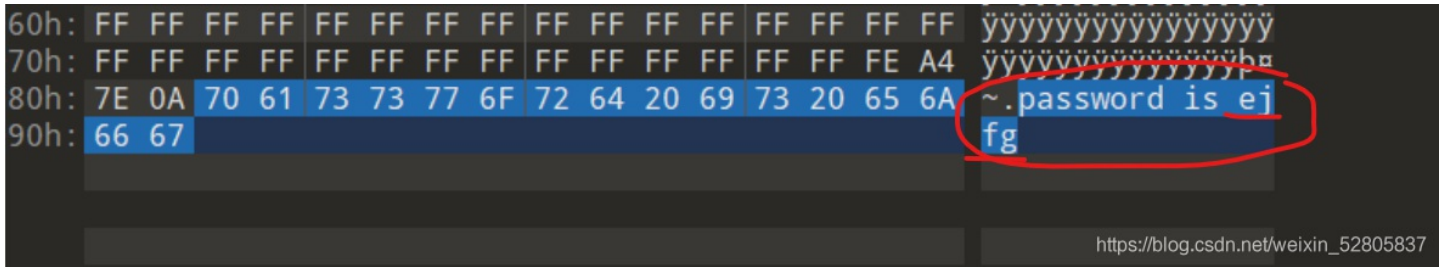 60h: FF FF FF FF FF FF FF FF FF FF FF FF FF FF FF FF ÿÿÿÿÿÿÿÿÿÿÿÿÿÿÿÿ
70h: FF FF FF FF FF FF FF FF FF FF FF FF FF FF FE A4 ÿÿÿÿÿÿÿÿÿÿÿÿÿÿþ¤
80h: 7E 0A 70 61 73 73 77 6F 72 64 20 69 73 20 65 6A ~.password is ej
90h: 66 67 fg
https://blog.csdn.net/weixin_52805837